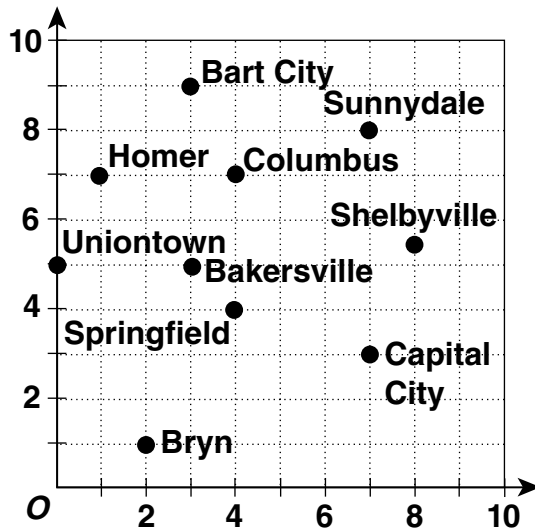 10
Bart City
Sunnydale
8
Homer
Columbus
6
Shelbyville
Uniontown
Bakersville
4
Springfield
Capital
City
2
Bryn
O
2
4
6
8
10